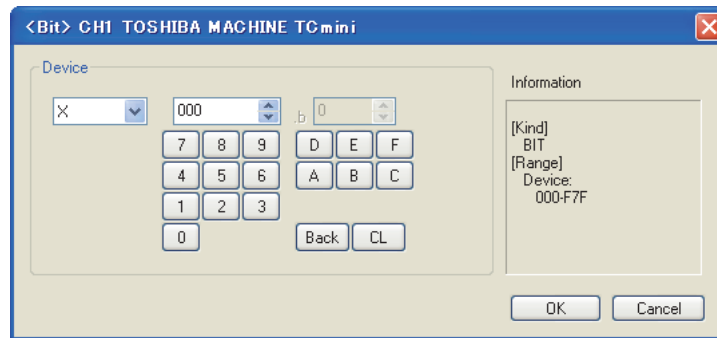 <Bit> CH1 TOSHIBA MACHINE TCmini
Device
X 000 .b 0
7 8 9 D E F
4 5 6 A B C
1 2 3
0 Back CL
Information
[Kind]
BIT
[Range]
Device:
000-F7F
OK Cancel